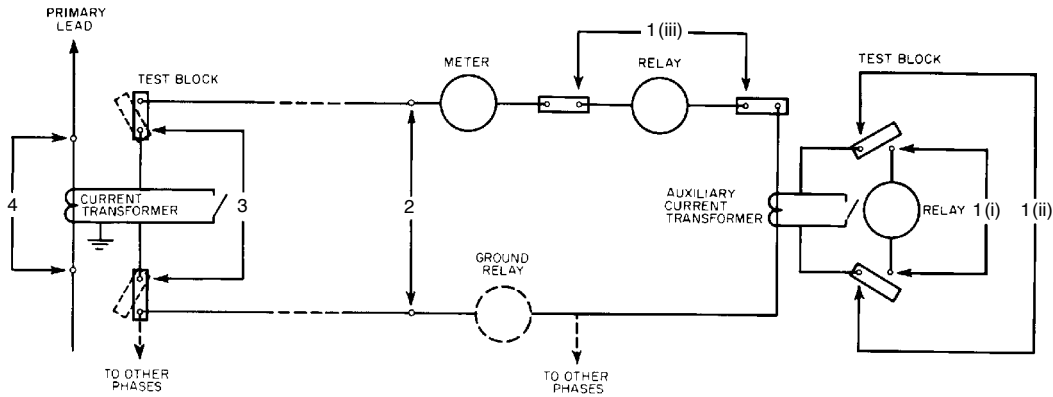 PRIMARY
LEAD
1(iii)
METER
RELAY
TEST BLOCK
TEST BLOCK
4
CURRENT
TRANSFORMER
3
2
AUXILIARY
CURRENT
TRANSFORMER
RELAY
1(i)
1(ii)
GROUND
RELAY
TO OTHER
PHASES
TO OTHER
PHASES